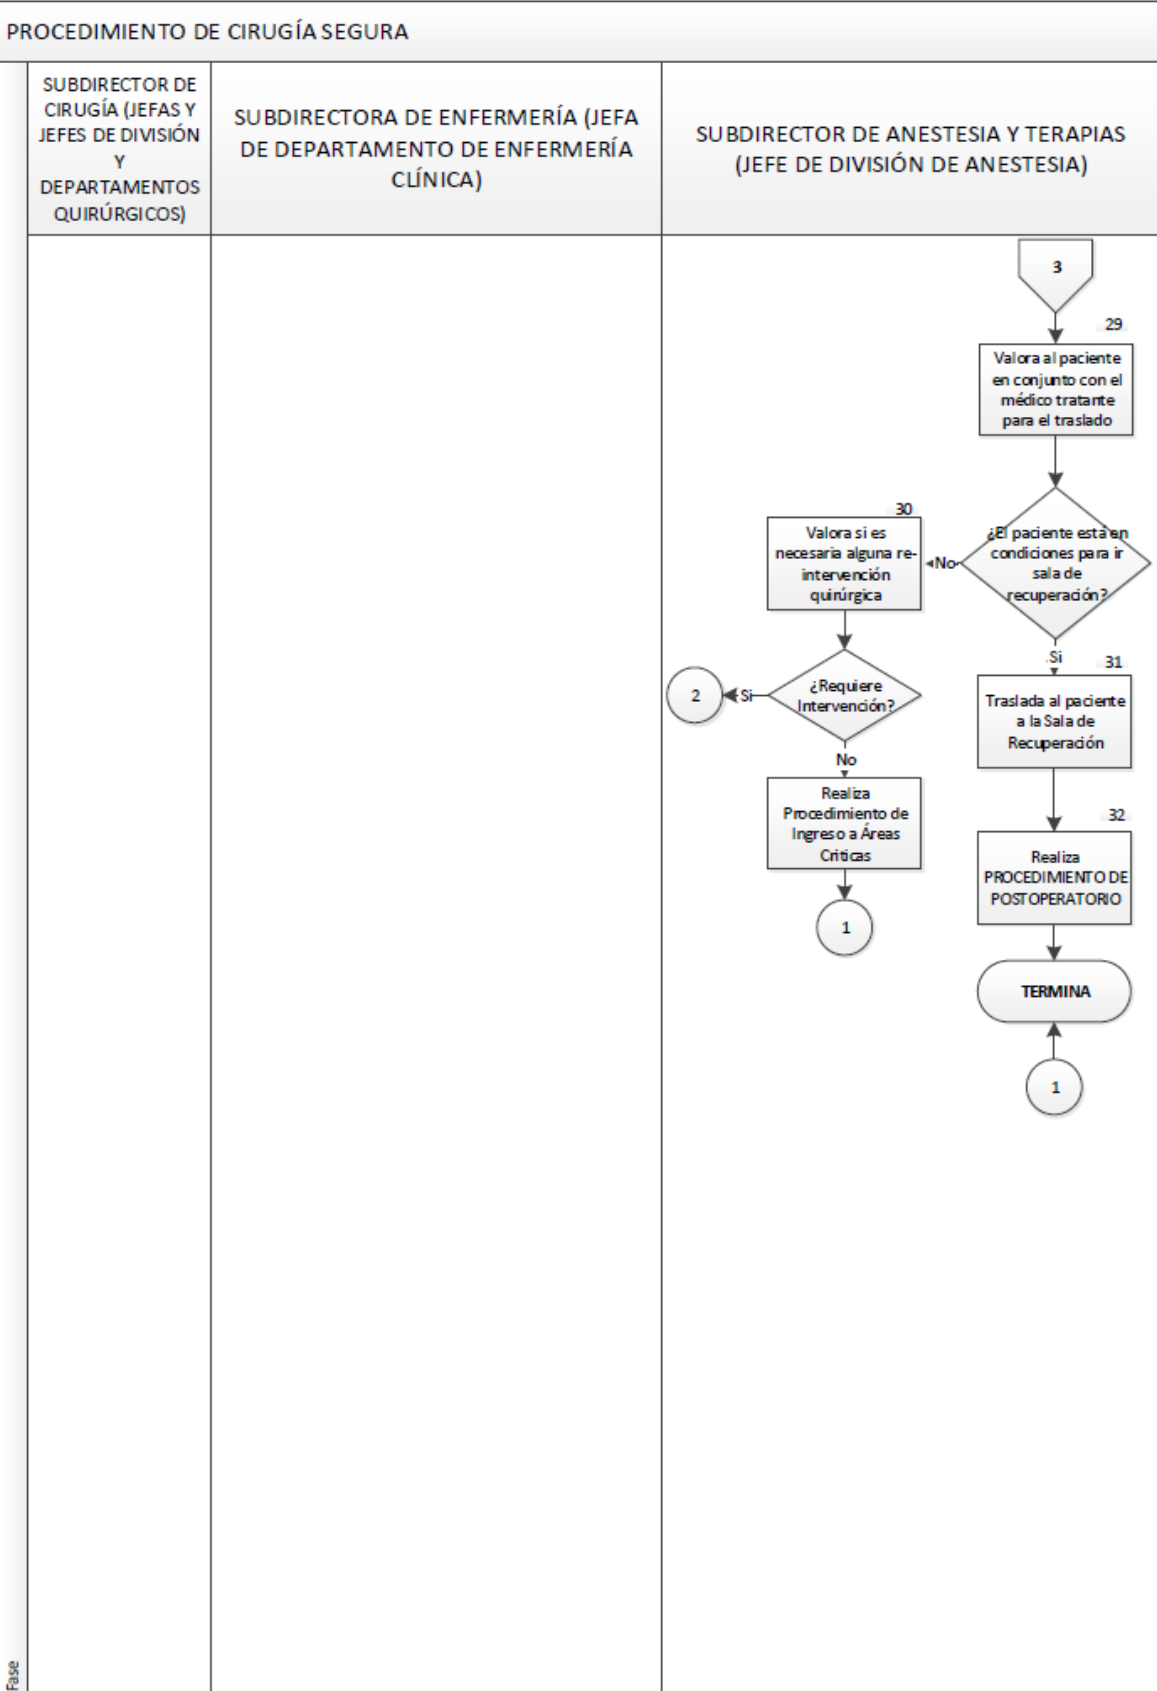 PROCEDIMIENTO DE CIRUGÍA SEGURA
SUBDIRECTOR DE
CIRUGÍA (JEFAS Y
JEFES DE DIVISIÓN
Y
DEPARTAMENTOS
QUIRÚRGICOS)
SUBDIRECTORA DE ENFERMERÍA (JEFA
DE DEPARTAMENTO DE ENFERMERÍA
CLÍNICA)
SUBDIRECTOR DE ANESTESIA Y TERAPIAS
(JEFE DE DIVISIÓN DE ANESTESIA)
3
29
Valora al paciente
en conjunto con el
médico tratante
para el traslado
¿El paciente está en
condiciones para ir
sala de
recuperación?
No
30
Valora si es
necesaria alguna re-
intervención
quirúrgica
¿Requiere
Intervención?
Si
2
No
Realiza
Procedimiento de
Ingreso a Áreas
Criticas
1
Si
31
Traslada al paciente
a la Sala de
Recuperación
32
Realiza
PROCEDIMIENTO DE
POSTOPERATORIO
TERMINA
1
Fase